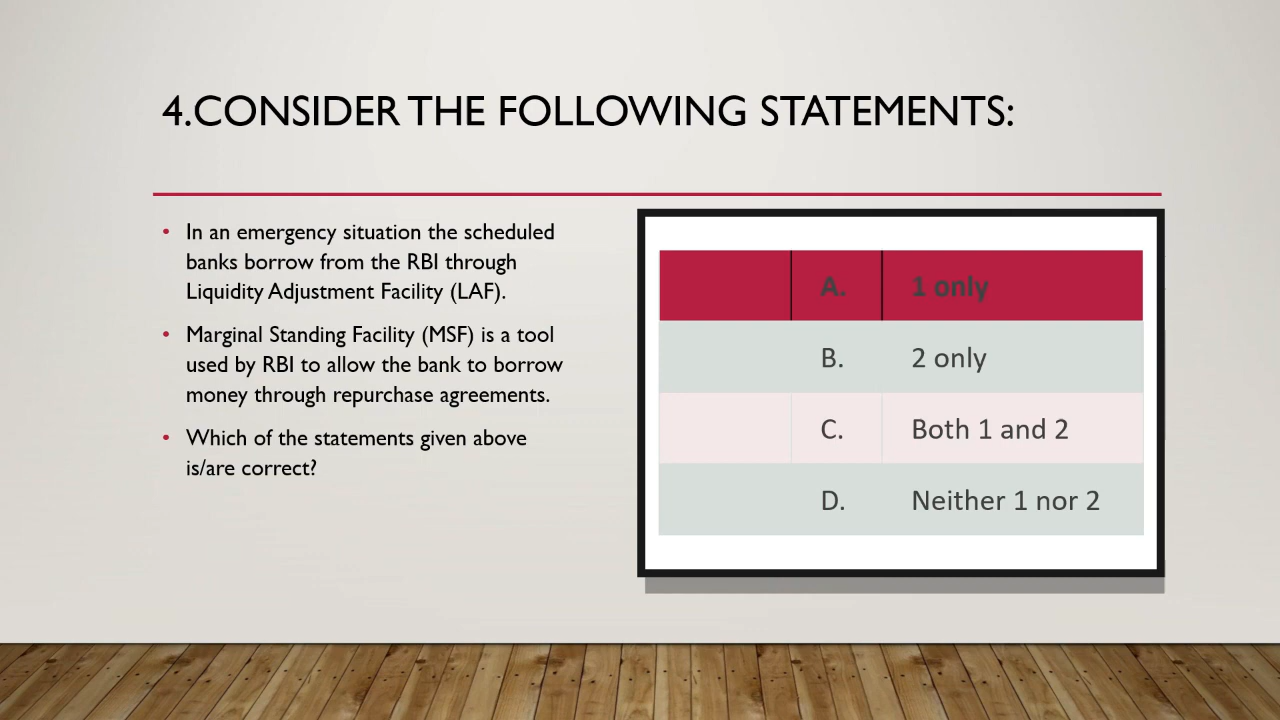 4.CONSIDER THE FOLLOWING STATEMENTS:
• In an emergency situation the scheduled
banks borrow from the RBI through
Liquidity Adjustment Facility (LAF).
• Marginal Standing Facility (MSF) is a tool
used by RBI to allow the bank to borrow
money through repurchase agreements.
• Which of the statements given above
is/are correct?
A. 1 only
B. 2 only
C. Both 1 and 2
D. Neither 1 nor 2